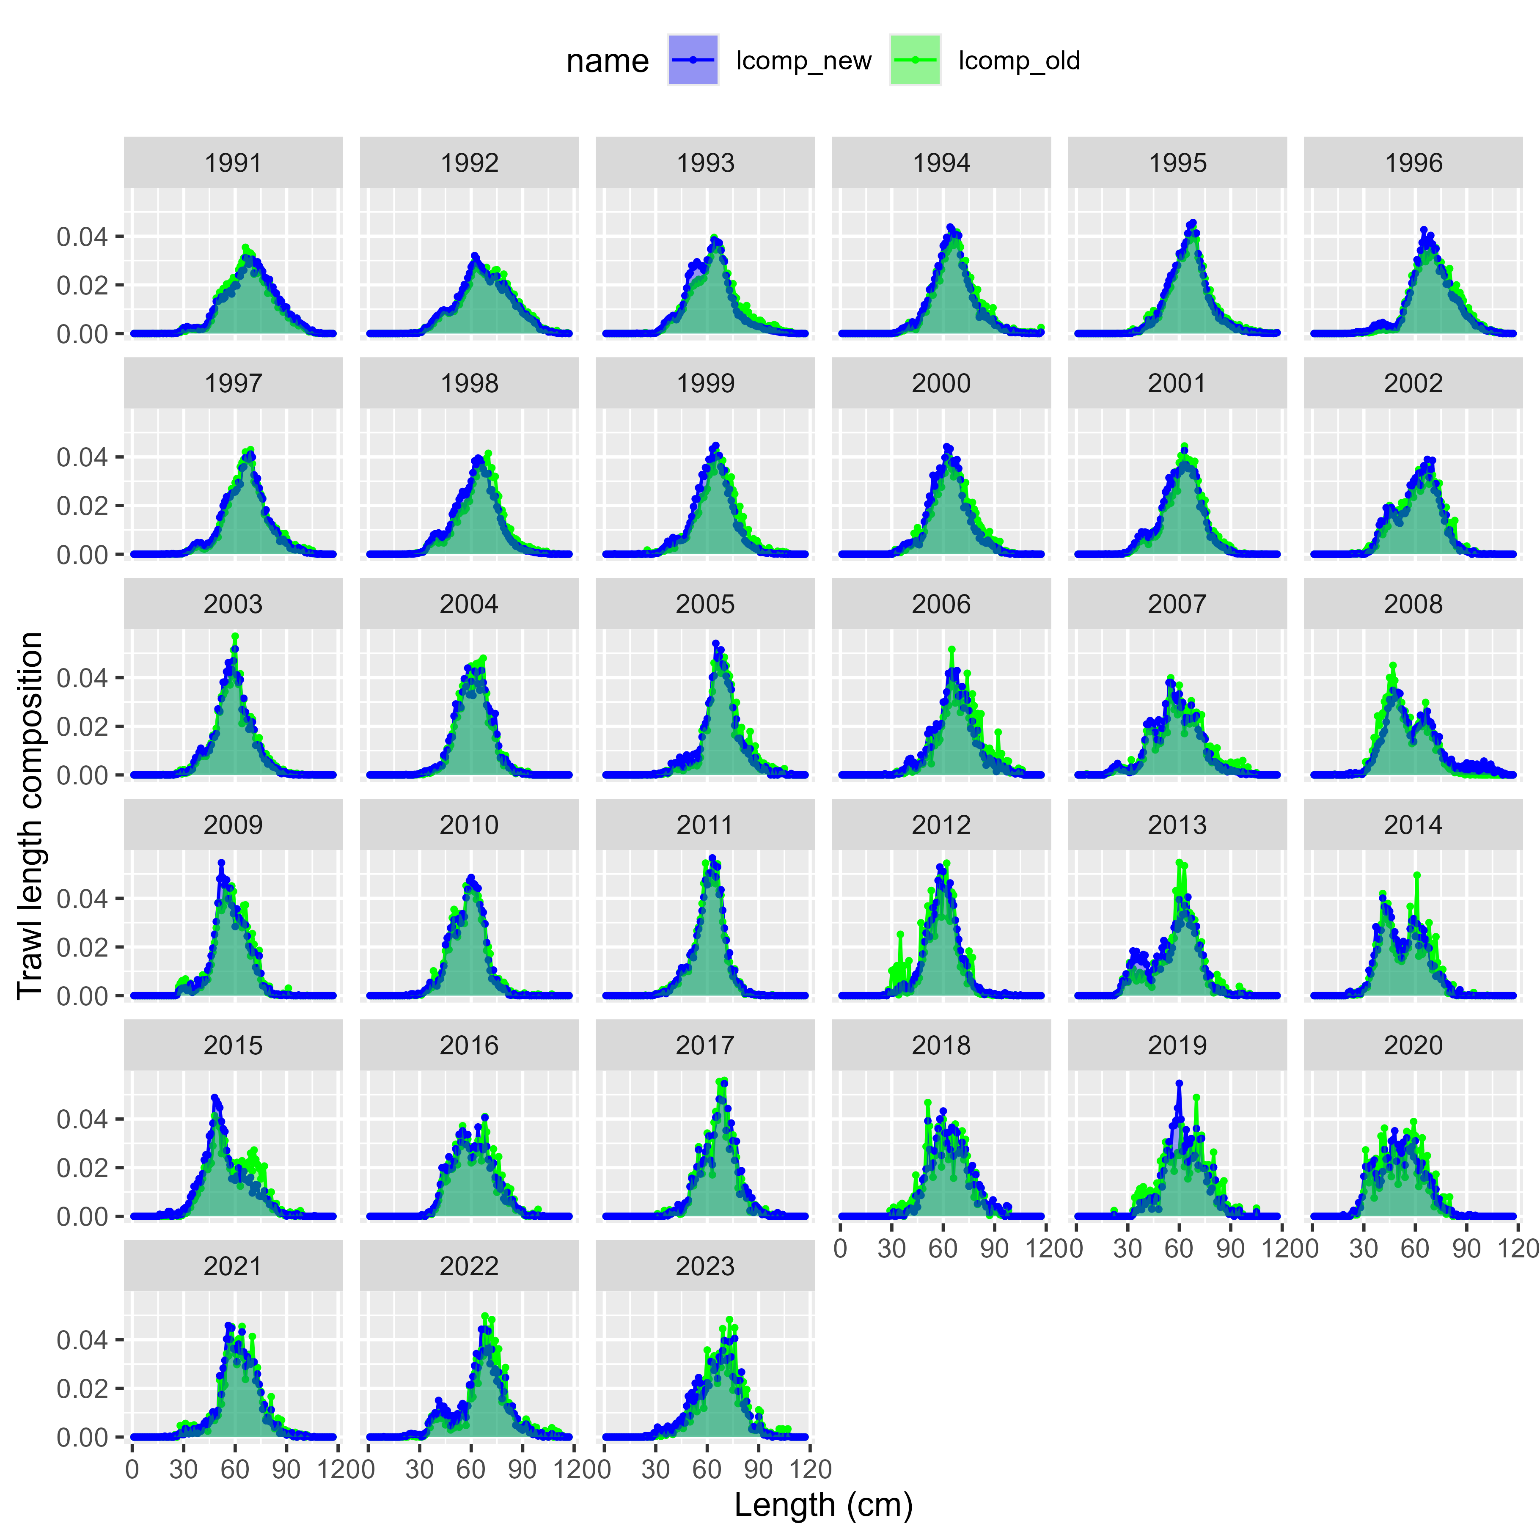 name lcomp_new lcomp_old
1991 1992 1993 1994 1995 1996
0.04
0.02
0.00
1997 1998 1999 2000 2001 2002
0.04
0.02
0.00
2003 2004 2005 2006 2007 2008
0.04
0.02
0.00
Trawl length composition
2009 2010 2011 2012 2013 2014
0.04
0.02
0.00
2015 2016 2017 2018 2019 2020
0.04
0.02
0.00
0 30 60 90 120 0 30 60 90 120 0 30 60 90 120
2021 2022 2023
0.04
0.02
0.00
0 30 60 90 120 0 30 60 90 120 0 30 60 90 120
Length (cm)